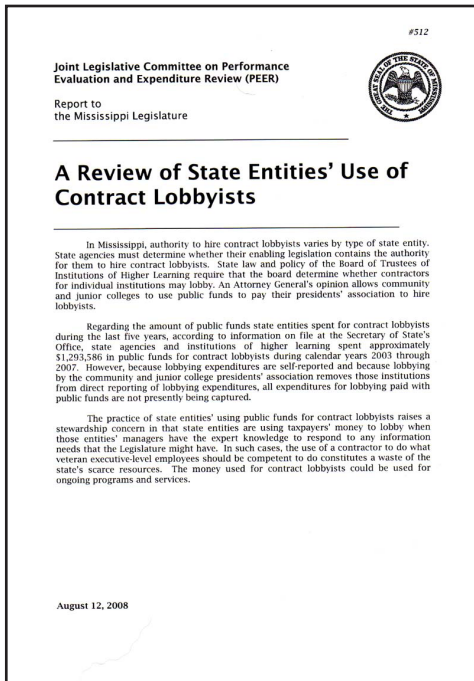 #512
Joint Legislative Committee on Performance
Evaluation and Expenditure Review (PEER)
Report to
the Mississippi Legislature
THE GREAT SEAL OF THE STATE OF MISSISSIPPI
A Review of State Entities' Use of
Contract Lobbyists
In Mississippi, authority to hire contract lobbyists varies by type of state entity.
State agencies must determine whether their enabling legislation contains the authority
for them to hire contract lobbyists. State law and policy of the Board of Trustees of
Institutions of Higher Learning require that the board determine whether contractors
for individual institutions may lobby. An Attorney General's opinion allows community
and junior colleges to use public funds to pay their presidents' association to hire
lobbyists.
Regarding the amount of public funds state entities spent for contract lobbyists
during the last five years, according to information on file at the Secretary of State's
Office, state agencies and institutions of higher learning spent approximately
$1,293,586 in public funds for contract lobbyists during calendar years 2003 through
2007. However, because lobbying expenditures are self-reported and because lobbying
by the community and junior college presidents' association removes those institutions
from direct reporting of lobbying expenditures, all expenditures for lobbying paid with
public funds are not presently being captured.
The practice of state entities' using public funds for contract lobbyists raises a
stewardship concern in that state entities are using taxpayers' money to lobby when
those entities' managers have the expert knowledge to respond to any information
needs that the Legislature might have. In such cases, the use of a contractor to do what
veteran executive-level employees should be competent to do constitutes a waste of the
state's scarce resources. The money used for contract lobbyists could be used for
ongoing programs and services.
August 12, 2008